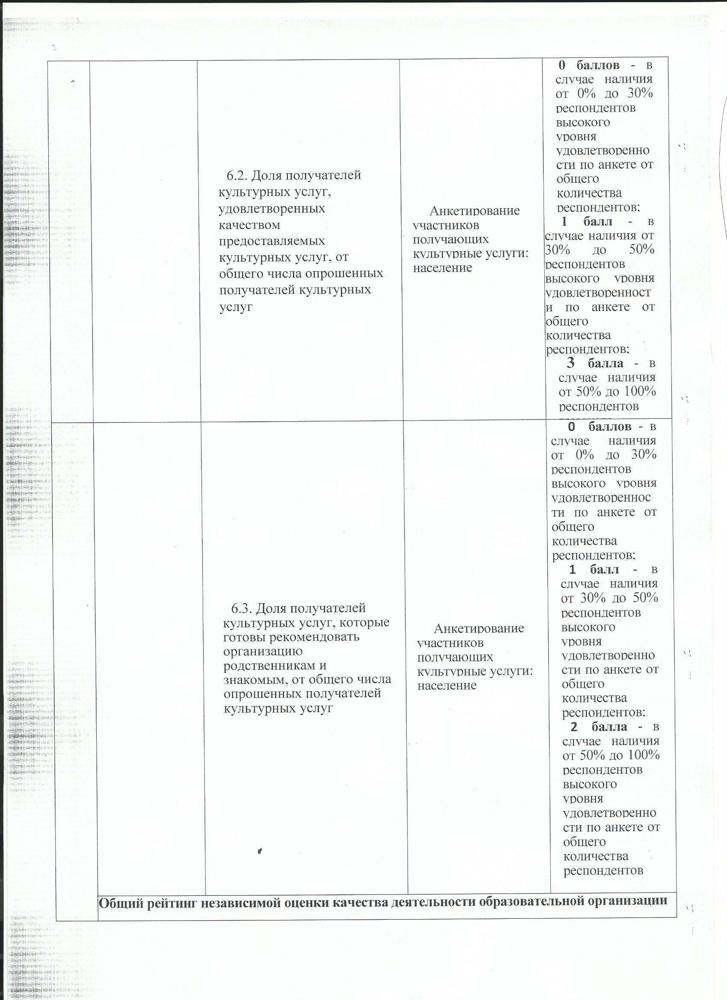 6.2. Доля получателей
культурных услуг,
удовлетворенных
качеством
предоставляемых
культурных услуг, от
общего числа опрошенных
получателей культурных
услуг
Анкетирование
участников
получающих
культурные услуги:
население
0 баллов - в
случае наличия
от 0% до 30%
респондентов
высокого
уровня
удовлетворенно
сти по анкете от
общего
количества
респондентов;
1 балл - в
случае наличия от
30% до 50%
респондентов
высокого уровня
удовлетворенност
и по анкете от
общего
количества
респондентов;
3 балла - в
случае наличия
от 50% до 100%
респондентов
6.3. Доля получателей
культурных услуг, которые
готовы рекомендовать
организацию
родственникам и
знакомым, от общего числа
опрошенных получателей
культурных услуг
Анкетирование
участников
получающих
культурные услуги:
население
0 баллов - в
случае наличия
от 0% до 30%
респондентов
высокого уровня
удовлетвореннос
ти по анкете от
общего
количества
респондентов;
1 балл - в
случае наличия
от 30% до 50%
респондентов
высокого
уровня
удовлетворенно
сти по анкете от
общего
количества
респондентов;
2 балла - в
случае наличия
от 50% до 100%
респондентов
высокого
уровня
удовлетворенно
сти по анкете от
общего
количества
респондентов
Общий рейтинг независимой оценки качества деятельности образовательной организации